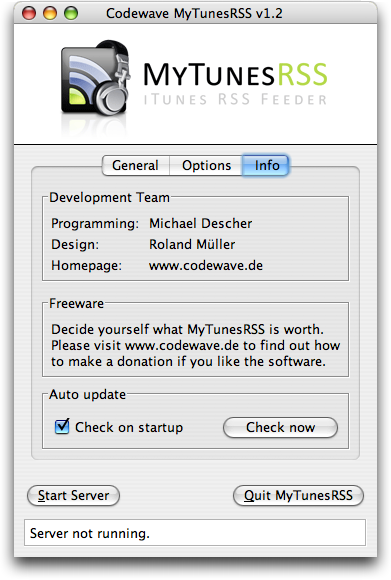 Codewave MyTunesRSS v1.2
MyTunesRSS
iTunes RSS Feeder
General Options Info
Development Team
Programming: Michael Descher
Design: Roland Müller
Homepage: www.codewave.de
Freeware
Decide yourself what MyTunesRSS is worth.
Please visit www.codewave.de to find out how
to make a donation if you like the software.
Auto update
Check on startup Check now
Start Server Quit MyTunesRSS
Server not running.